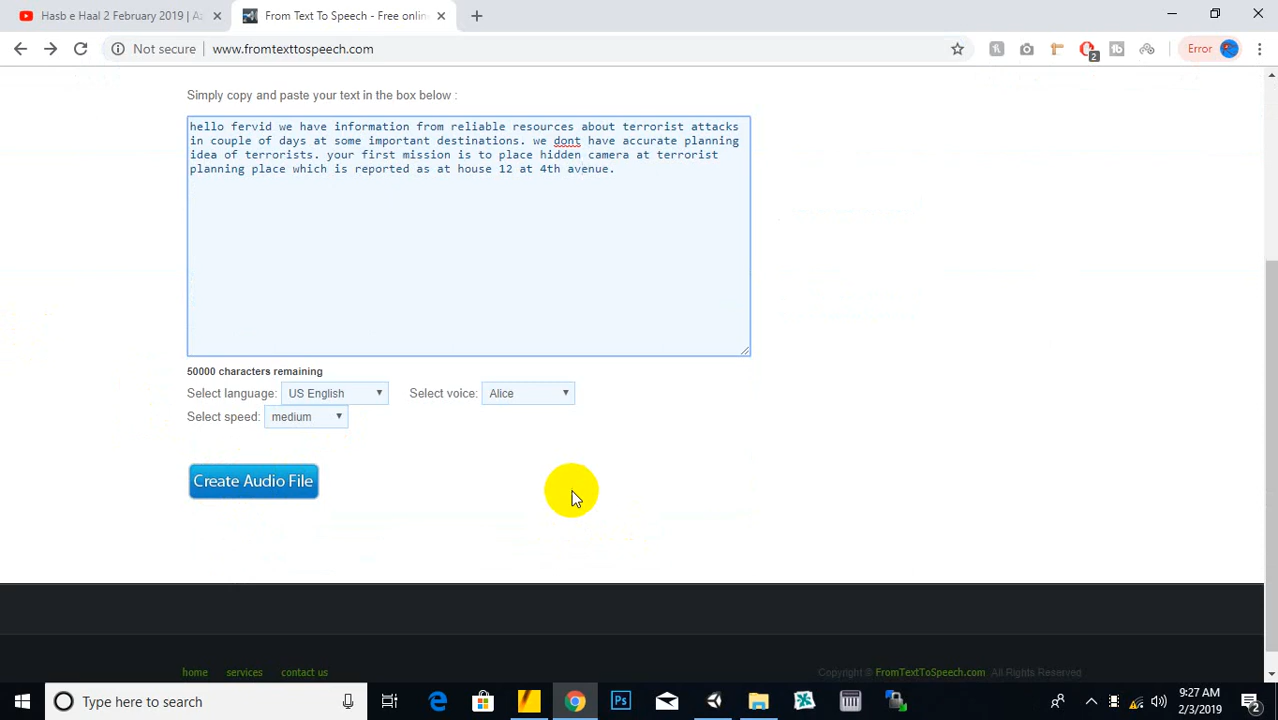 Hasb e Haal 2 February 2019 | Az
From Text To Speech - Free onlin
Not secure
www.fromtexttospeech.com
2
Error
Simply copy and paste your text in the box below :
hello fervid we have information from reliable resources about terrorist attacks
in couple of days at some important destinations. we dont have accurate planning
idea of terrorists. your first mission is to place hidden camera at terrorist
planning place which is reported as at house 12 at 4th avenue.
50000 characters remaining
Select language: US English Select voice: Alice
Select speed: medium
Create Audio File
home services contact us
Copyright © FromTextToSpeech.com All Rights Reserved
Type here to search
Ps
9:27 AM
2/3/2019
2